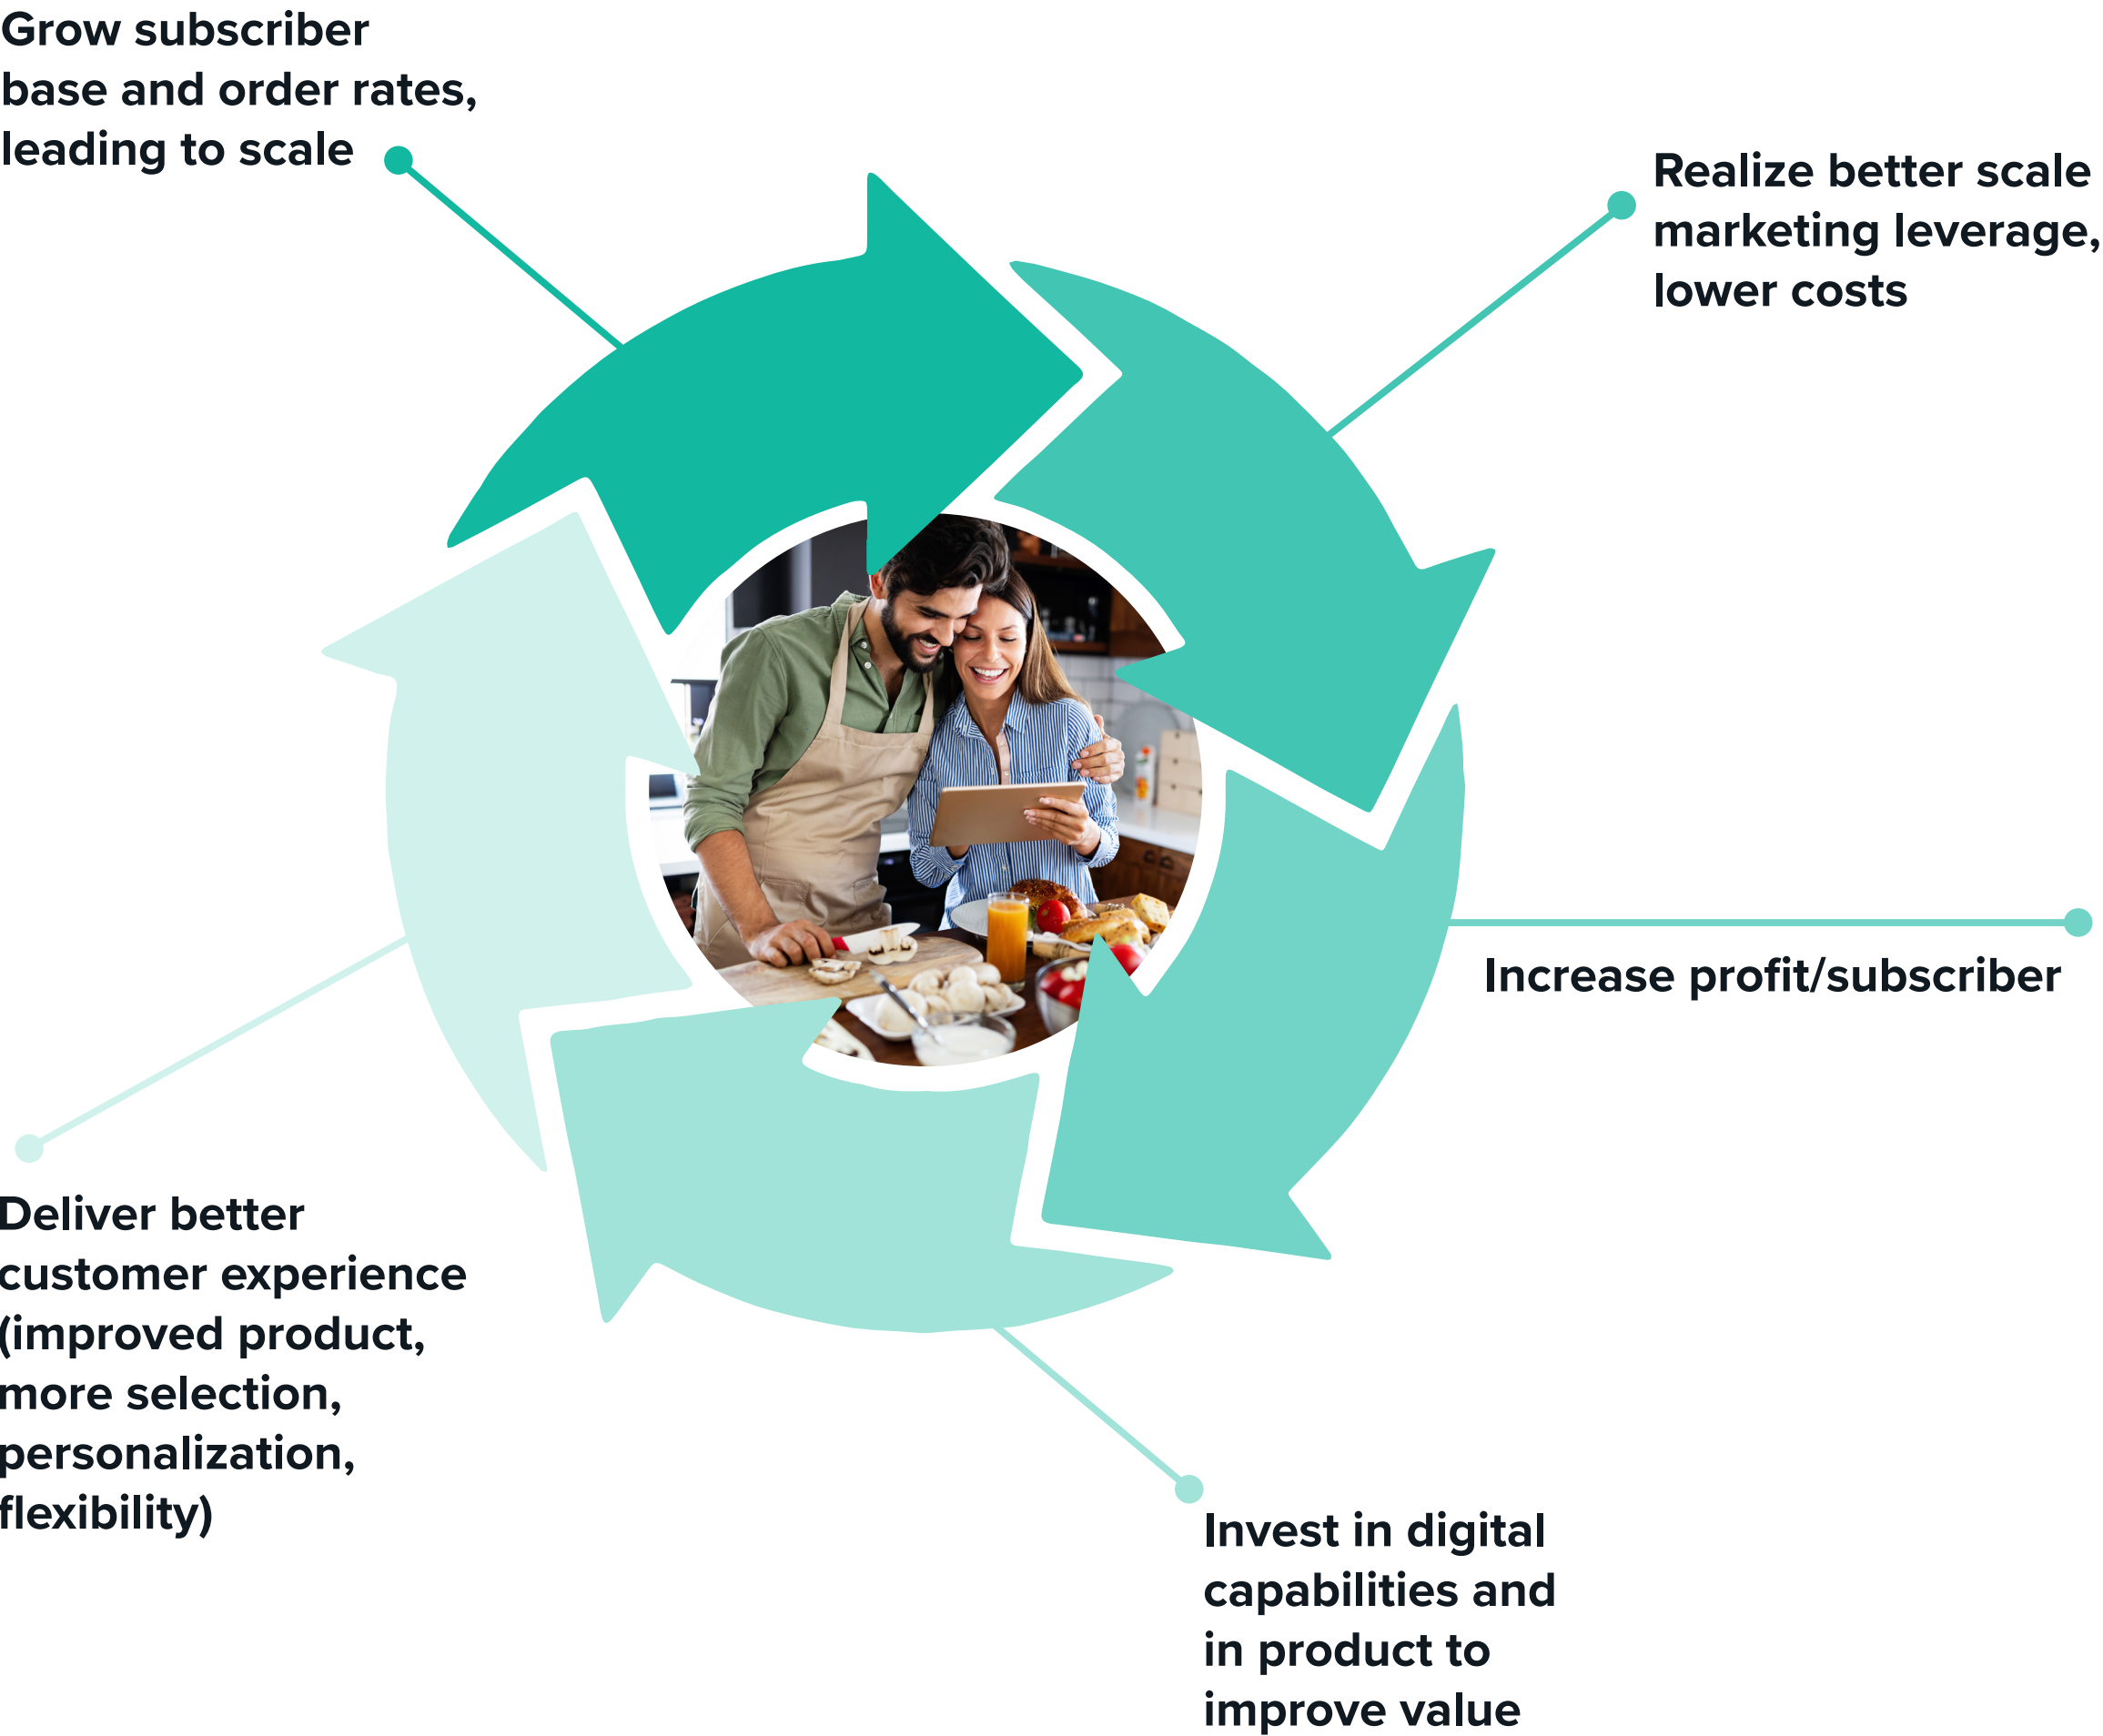 Grow subscriber
base and order rates,
leading to scale
Realize better scale
marketing leverage,
lower costs
Increase profit/subscriber
Invest in digital
capabilities and
in product to
improve value
Deliver better
customer experience
(improved product,
more selection,
personalization,
flexibility)